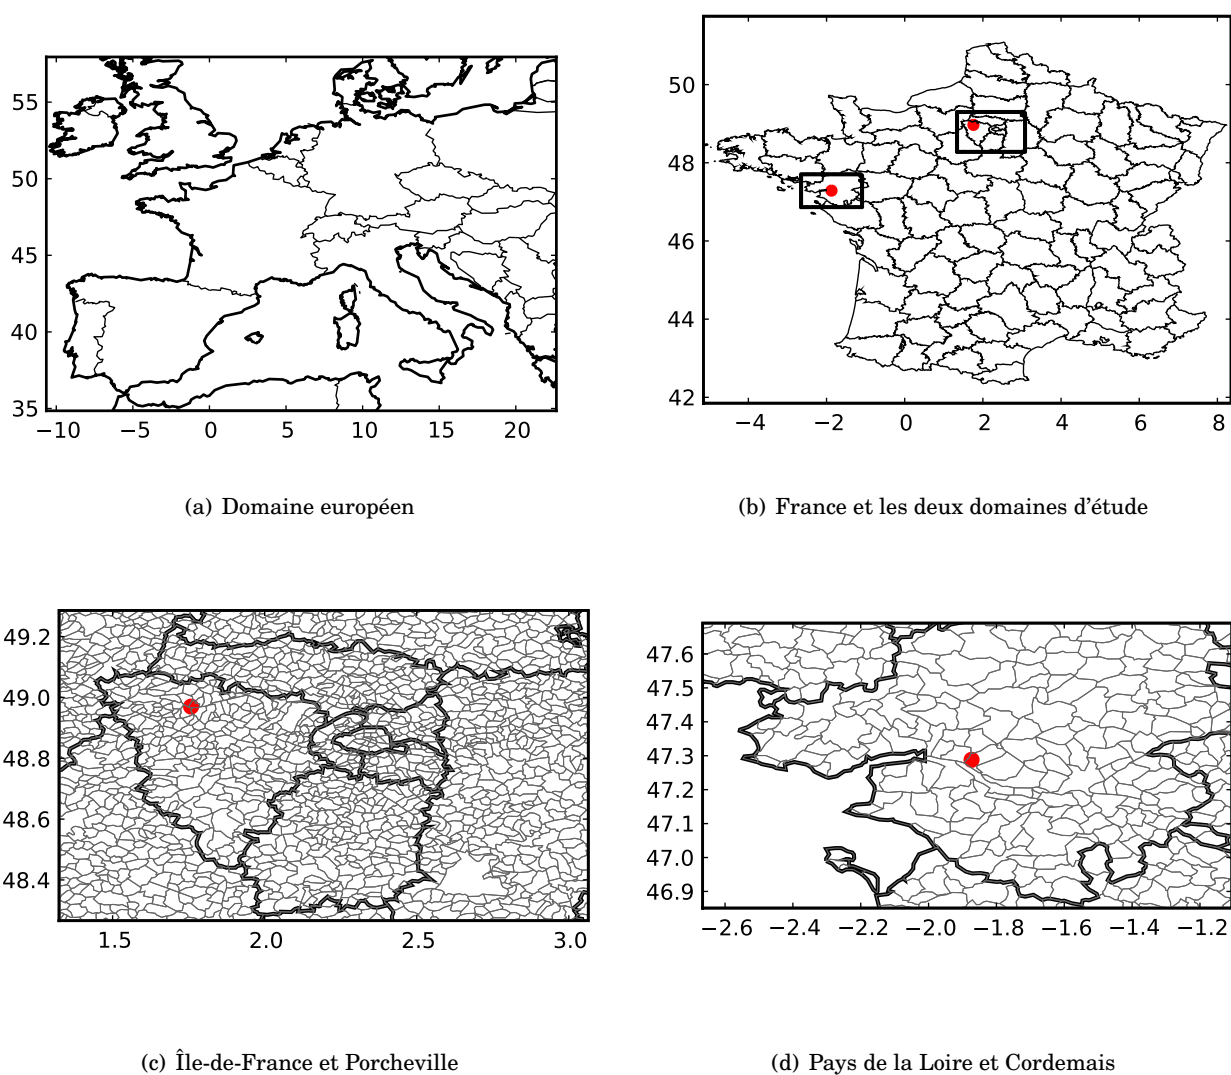 55
50
45
40
35
−10 −5 0 5 10 15 20
(a) Domaine européen
50
48
46
44
42
−4 −2 0 2 4 6 8
(b) France et les deux domaines d'étude
49.2
49.0
48.8
48.6
48.4
1.5 2.0 2.5 3.0
(c) Île-de-France et Porcheville
47.6
47.5
47.4
47.3
47.2
47.1
47.0
46.9
−2.6 −2.4 −2.2 −2.0 −1.8 −1.6 −1.4 −1.2
(d) Pays de la Loire et Cordemais